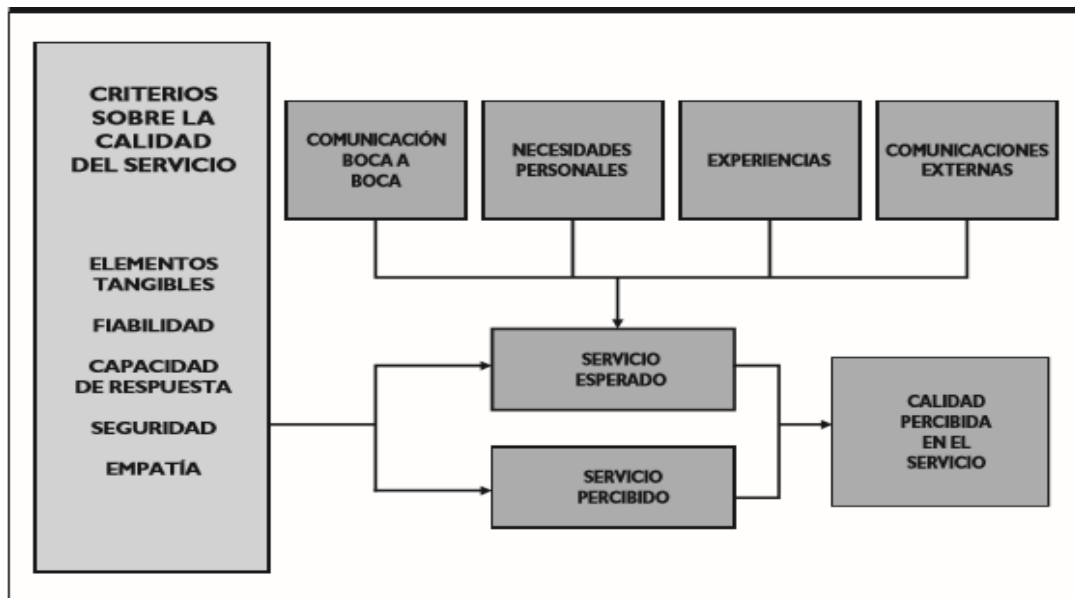 CRITERIOS
SOBRE LA
CALIDAD
DEL SERVICIO
ELEMENTOS
TANGIBLES
FIABILIDAD
CAPACIDAD
DE RESPUESTA
SEGURIDAD
EMPATÍA
COMUNICACIÓN
BOCA A
BOCA
NECESIDADES
PERSONALES
EXPERIENCIAS
COMUNICACIONES
EXTERNAS
SERVICIO
ESPERADO
SERVICIO
PERCIBIDO
CALIDAD
PERCIBIDA
EN EL
SERVICIO